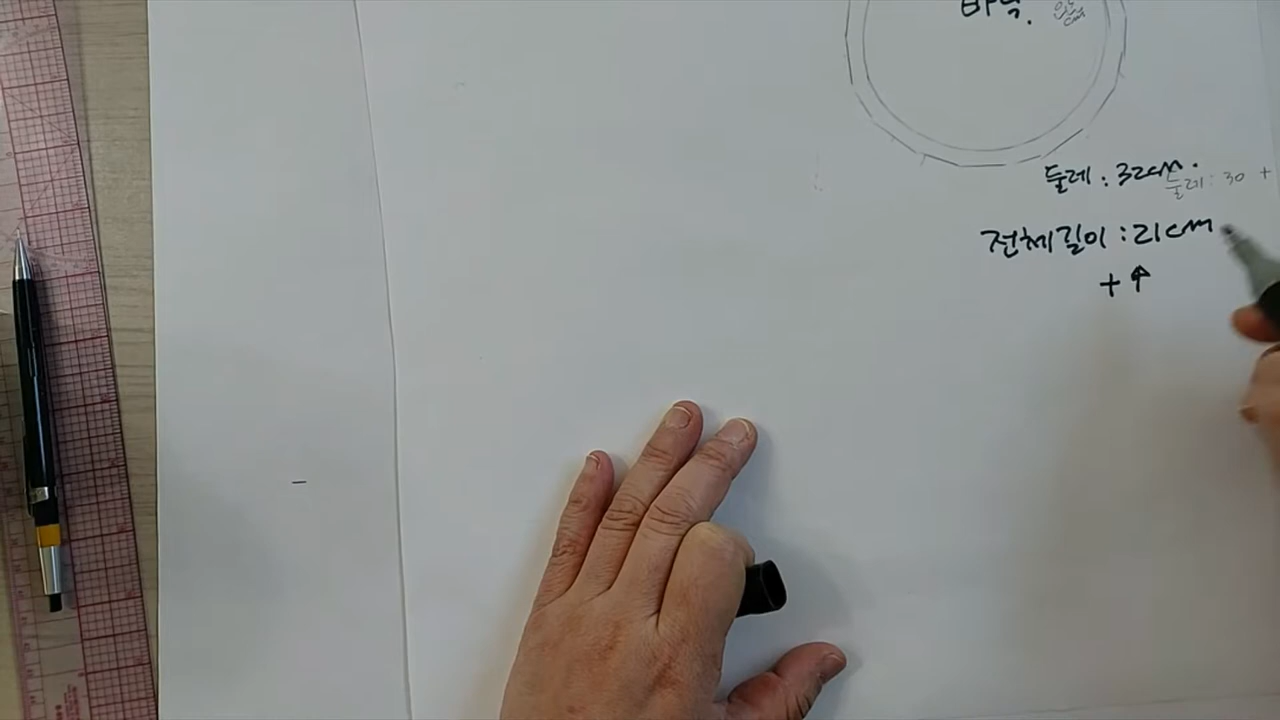 바닥.
둘레 : 32cm.
둘레 : 30 +
전체길이 : 21cm
+↑